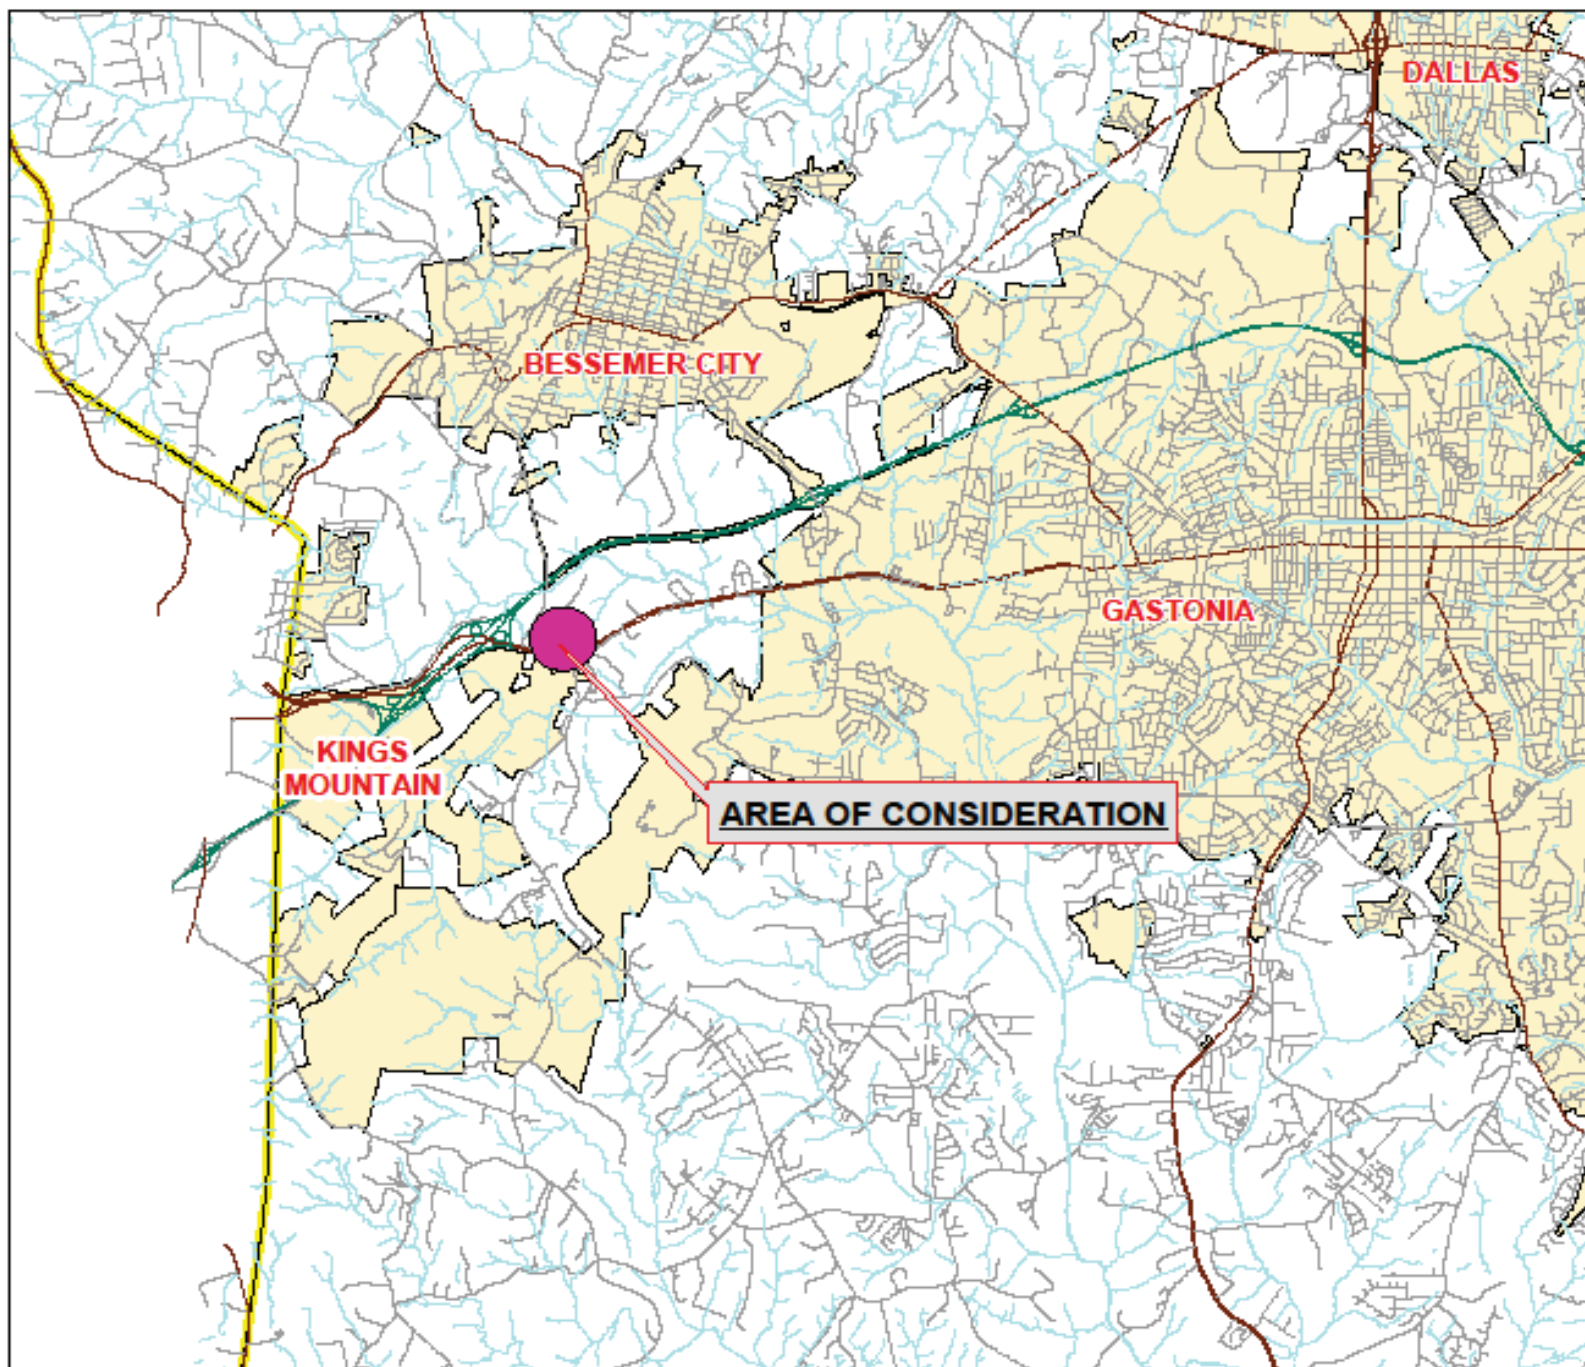 DALLAS
BESSEMER CITY
GASTONIA
KINGS
MOUNTAIN
AREA OF CONSIDERATION